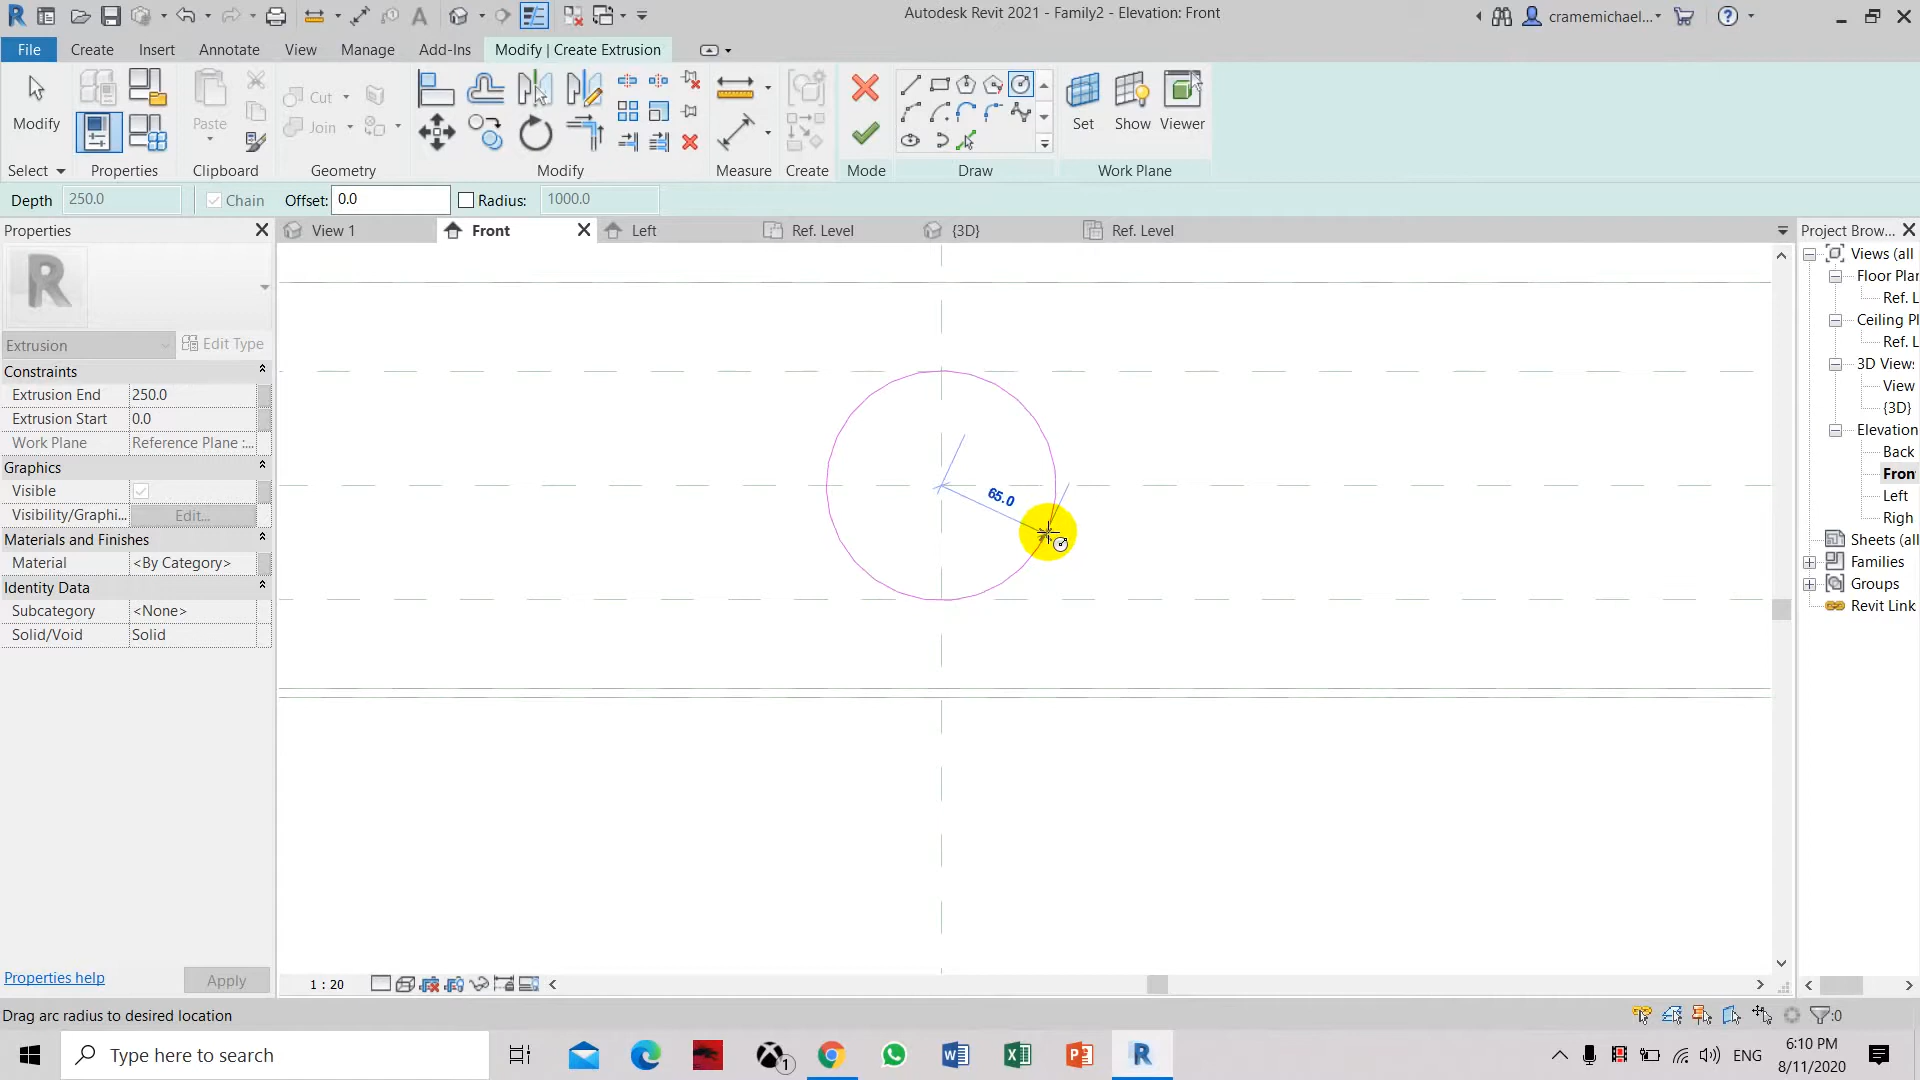 Autodesk Revit 2021 - Family2 - Elevation: Front
cramemichael...
File Create Insert Annotate View Manage Add-Ins Modify | Create Extrusion
Modify
Paste
Cut
Join
Set Show Viewer
Select Properties Clipboard Geometry Modify Measure Create Mode Draw Work Plane
Depth 250.0 Chain Offset: 0.0 Radius: 1000.0
Properties
View 1 Front Left Ref. Level {3D} Ref. Level
Project Brow...
R
Extrusion Edit Type
Constraints
Extrusion End 250.0
Extrusion Start 0.0
Work Plane Reference Plane :...
Graphics
Visible
Visibility/Graphi... Edit...
Materials and Finishes
Material <By Category>
Identity Data
Subcategory <None>
Solid/Void Solid
65.0
Views (all
Floor Plar
Ref. L
Ceiling Pl
Ref. L
3D Views
View
{3D}
Elevation
Back
Fron
Left
Righ
Sheets (all
Families
Groups
Revit Link
Properties help Apply
1 : 20
Drag arc radius to desired location
:0
Type here to search
1
ENG
6:10 PM
8/11/2020